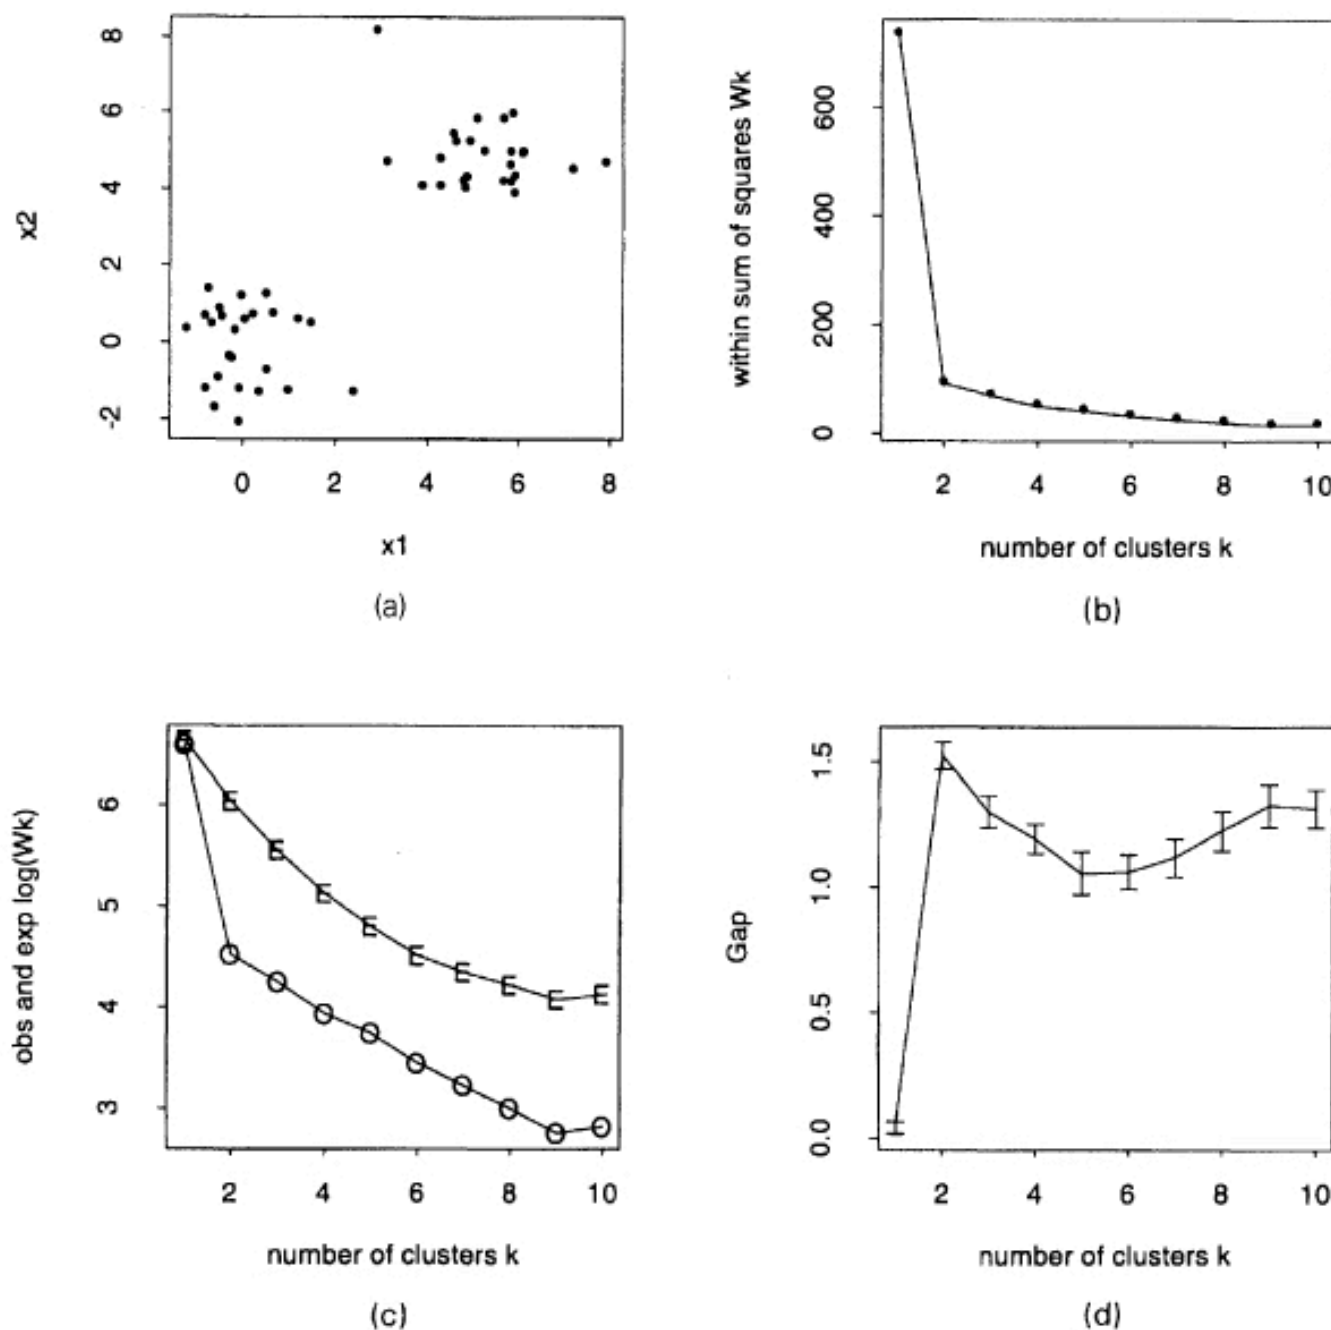 x2
8
6
4
2
0
-2
0 2 4 6 8
x1
(a)
within sum of squares Wk
600
400
200
0
2 4 6 8 10
number of clusters k
(b)
obs and exp log(Wk)
6
5
4
3
E
E
E
E
E
E
E
E
E
E
O
O
O
O
O
O
O
O
O
O
2 4 6 8 10
number of clusters k
(c)
Gap
1.5
1.0
0.5
0.0
2 4 6 8 10
number of clusters k
(d)